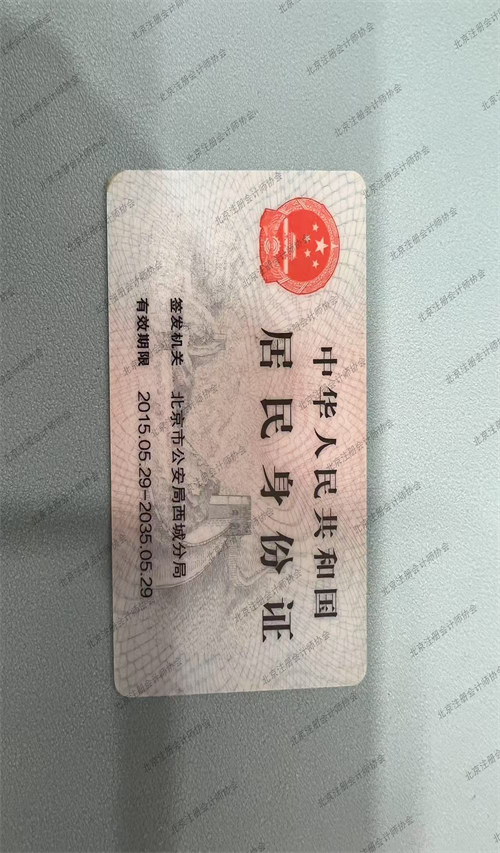 中华人民共和国
居民身份证
签发机关 北京市公安局西城分局
有效期限 2015.05.29-2035.05.29
北京注册会计师协会